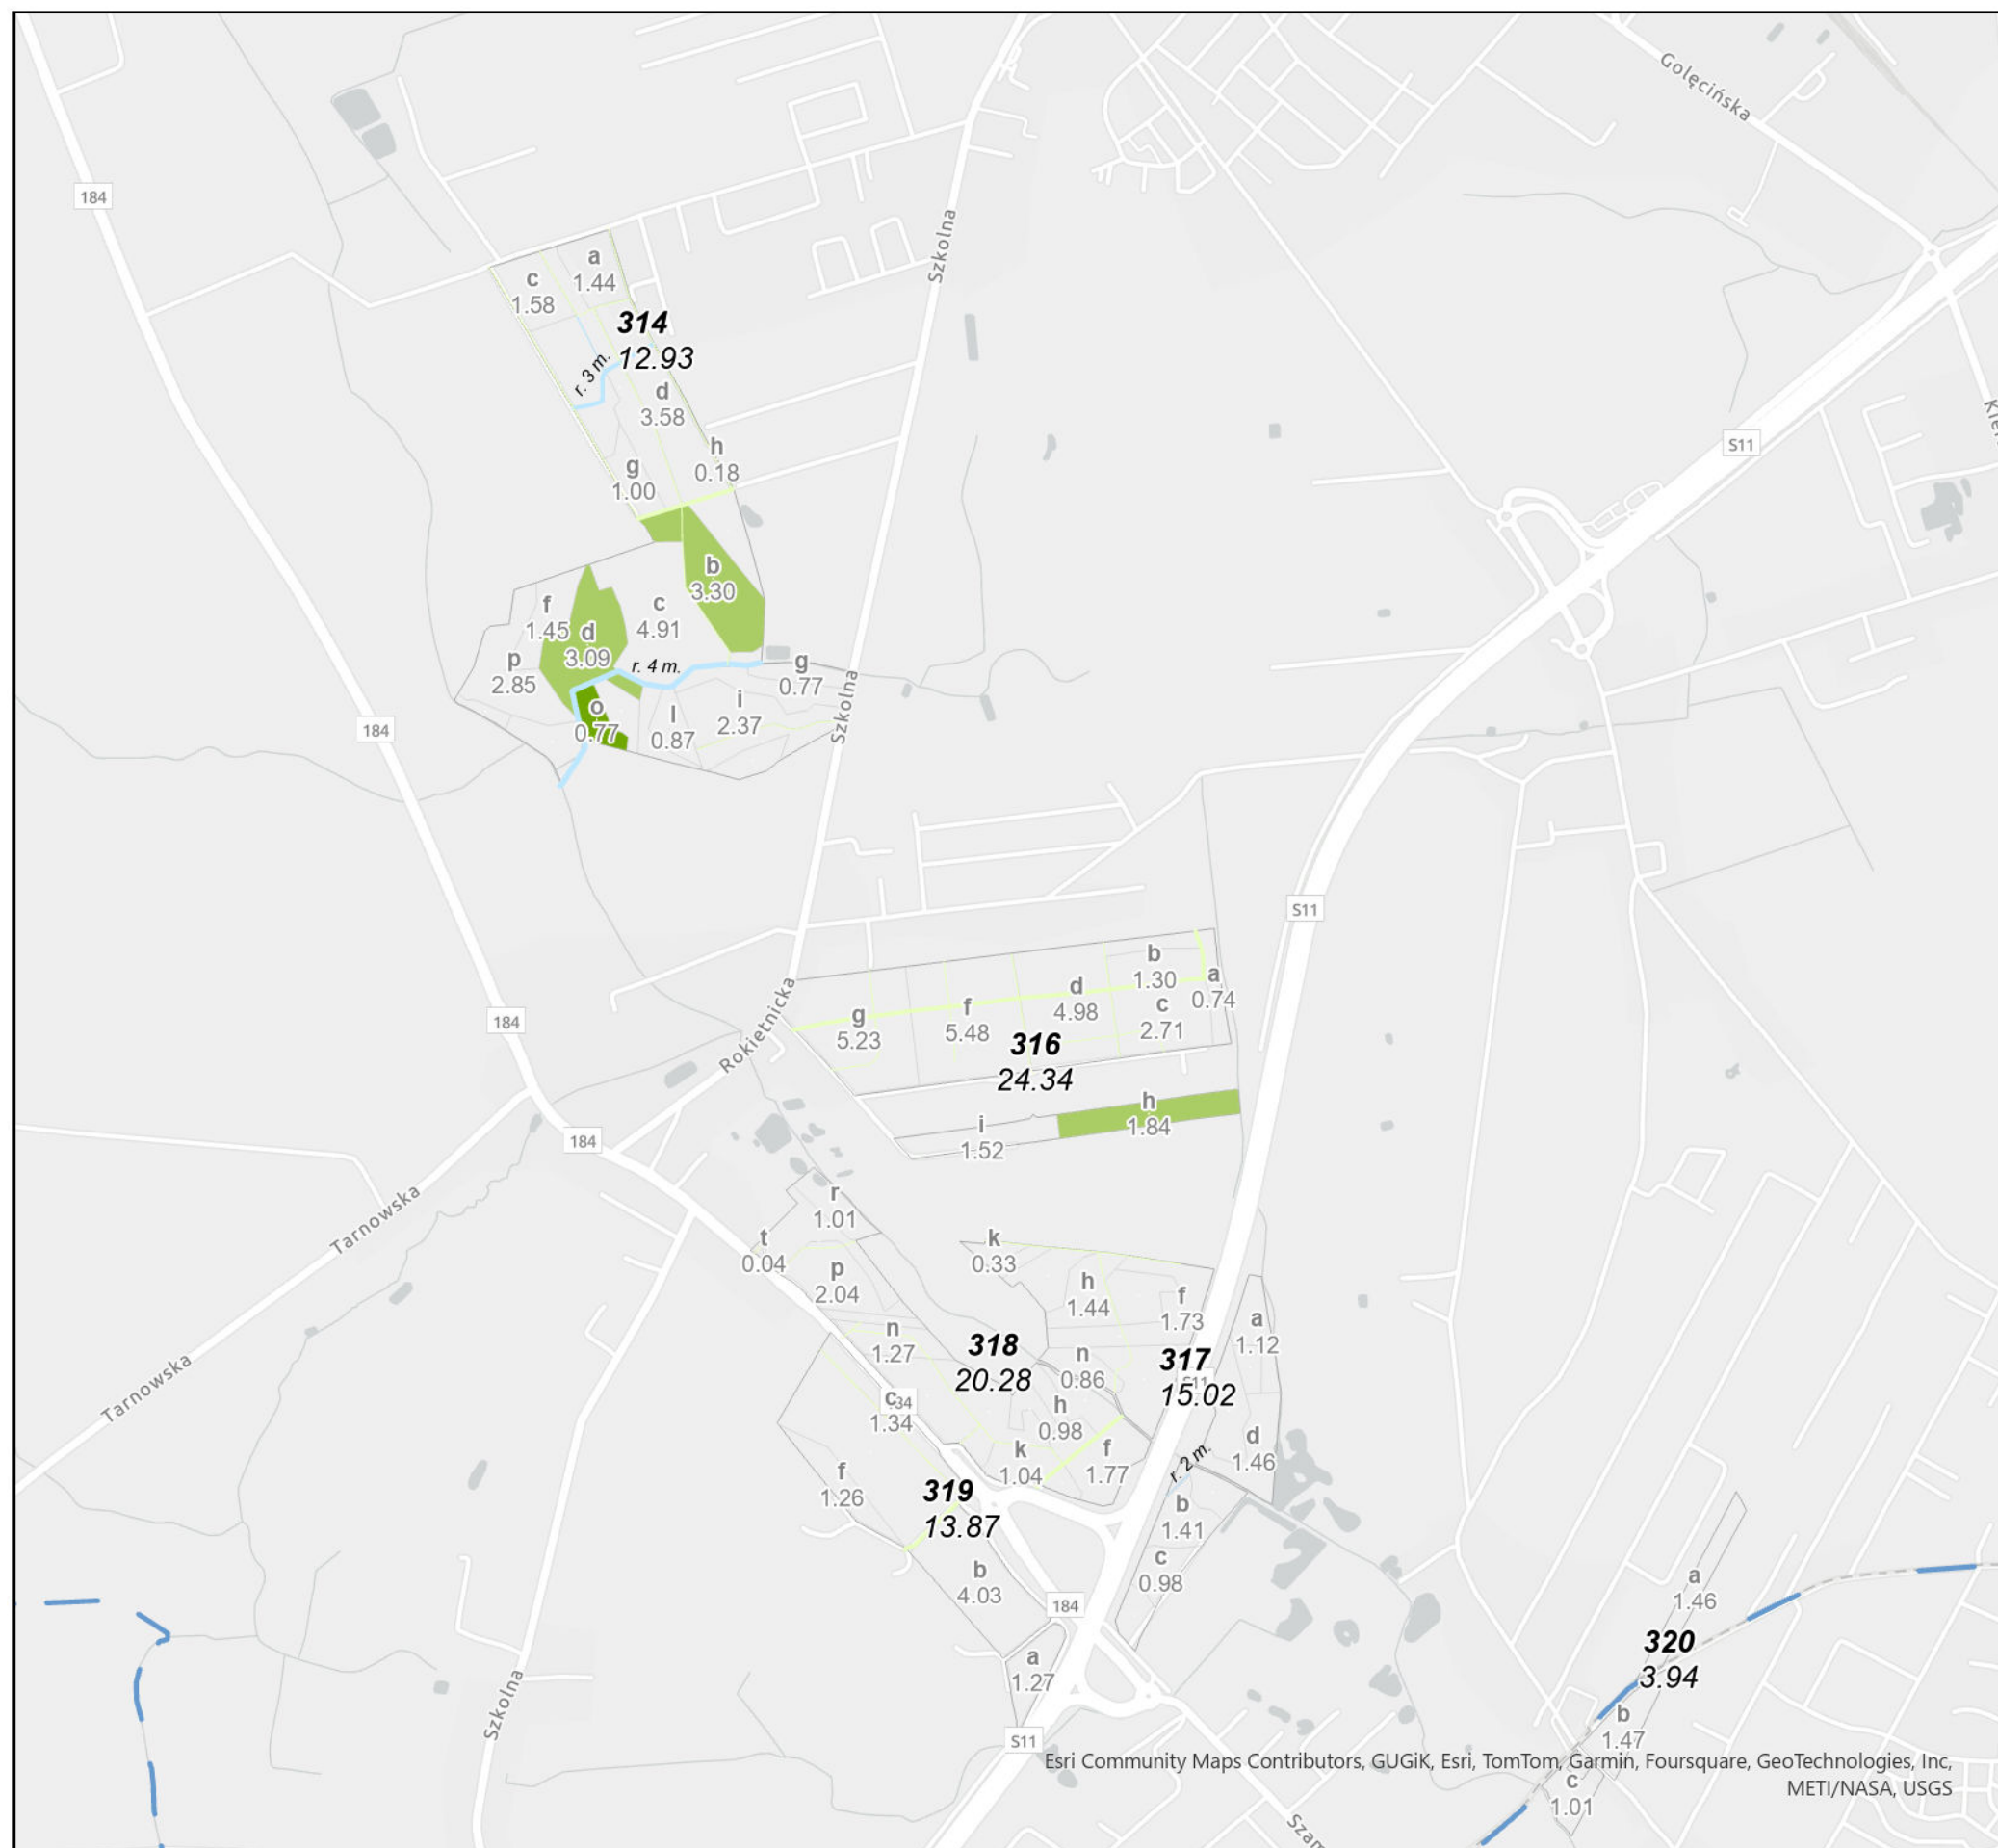 Golęcińska
184
Szkolna
a
1.44
c
1.58
314
12.93
r. 3 m.
d
3.58
S11
h
0.18
g
1.00
b
3.30
f
1.45
c
4.91
d
3.09
p
2.85
r. 4 m.
g
0.77
o
0.77
l
0.87
i
2.37
Szkolna
184
S11
b
1.30
a
0.74
d
4.98
c
2.71
f
5.48
g
5.23
316
24.34
184
Rokietnicka
h
1.84
i
1.52
184
Tarnowska
r
1.01
t
0.04
k
0.33
p
2.04
h
1.44
f
1.73
a
1.12
n
1.27
318
20.28
n
0.86
317
S11
15.02
Tarnowska
c
1.34
h
0.98
k
1.04
f
1.77
d
1.46
r. 2 m.
f
1.26
319
13.87
b
1.41
c
0.98
b
4.03
184
a
1.46
320
3.94
a
1.27
Szkolna
S11
b
1.47
Esri Community Maps Contributors, GUGiK, Esri, TomTom, Garmin, Foursquare, GeoTechnologies, Inc,
METI/NASA, USGS
c
1.01